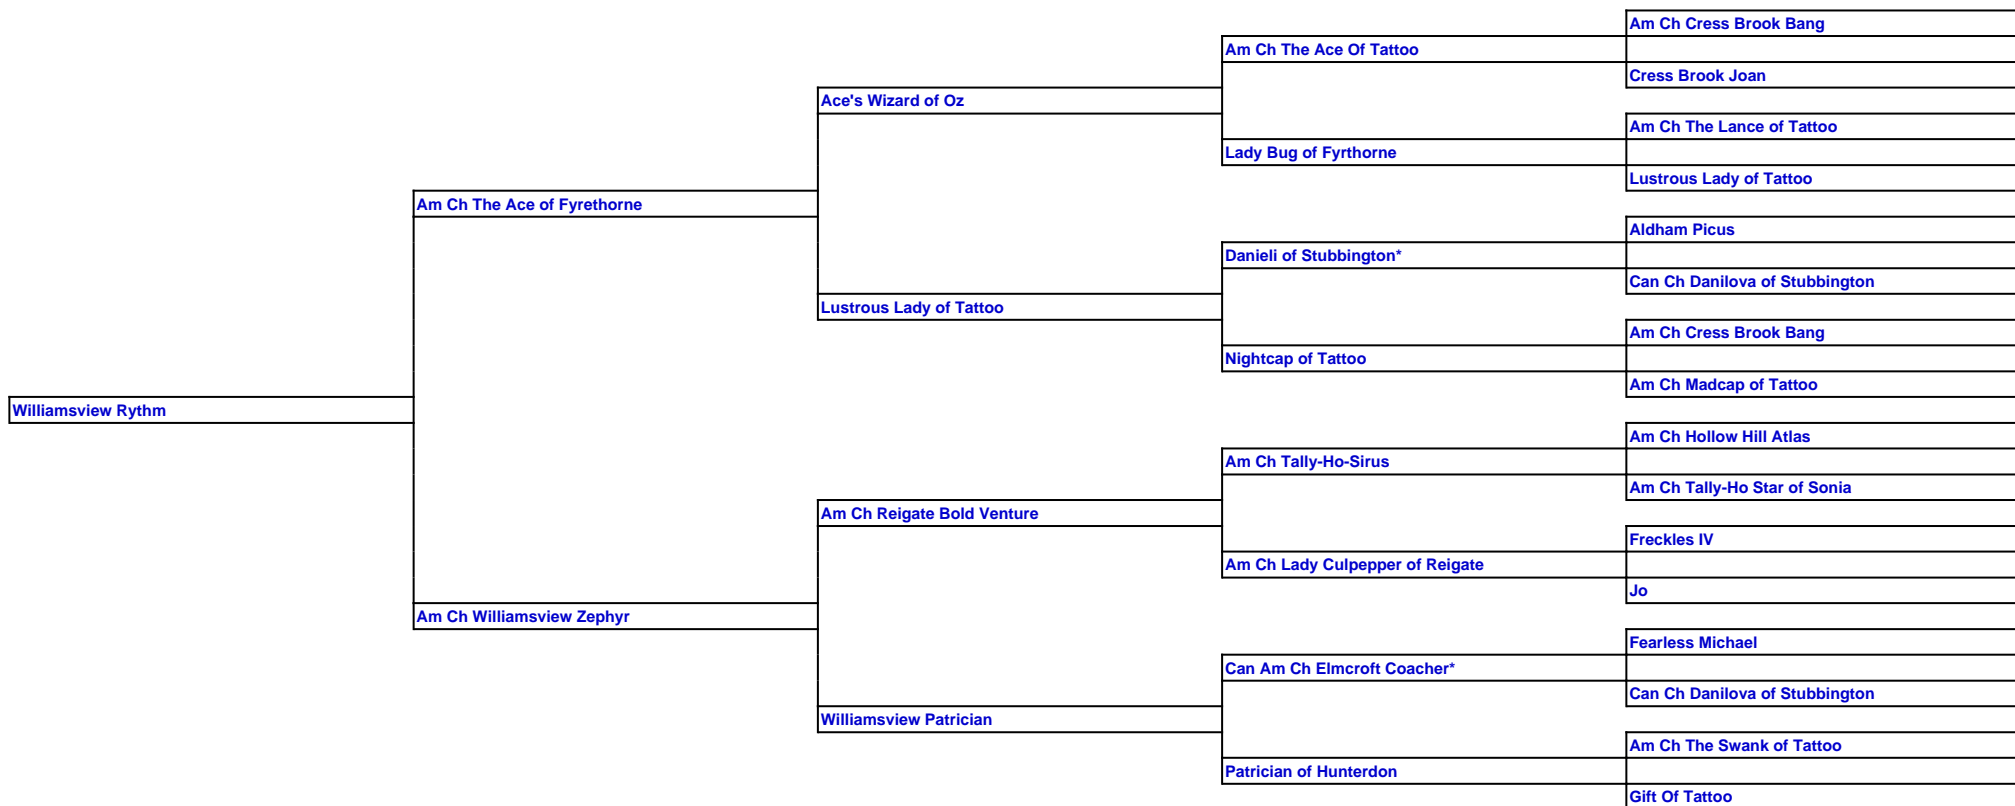 Am Ch Cress Brook Bang
Am Ch The Ace Of Tattoo
Cress Brook Joan
Ace's Wizard of Oz
Am Ch The Lance of Tattoo
Lady Bug of Fyrthorne
Lustrous Lady of Tattoo
Am Ch The Ace of Fyrethorne
Aldham Picus
Danieli of Stubbington*
Can Ch Danilova of Stubbington
Lustrous Lady of Tattoo
Am Ch Cress Brook Bang
Nightcap of Tattoo
Am Ch Madcap of Tattoo
Williamsview Rythm
Am Ch Hollow Hill Atlas
Am Ch Tally-Ho-Sirus
Am Ch Tally-Ho Star of Sonia
Am Ch Reigate Bold Venture
Freckles IV
Am Ch Lady Culpepper of Reigate
Jo
Am Ch Williamsview Zephyr
Fearless Michael
Can Am Ch Elmcroft Coacher*
Can Ch Danilova of Stubbington
Williamsview Patrician
Am Ch The Swank of Tattoo
Patrician of Hunterdon
Gift Of Tattoo